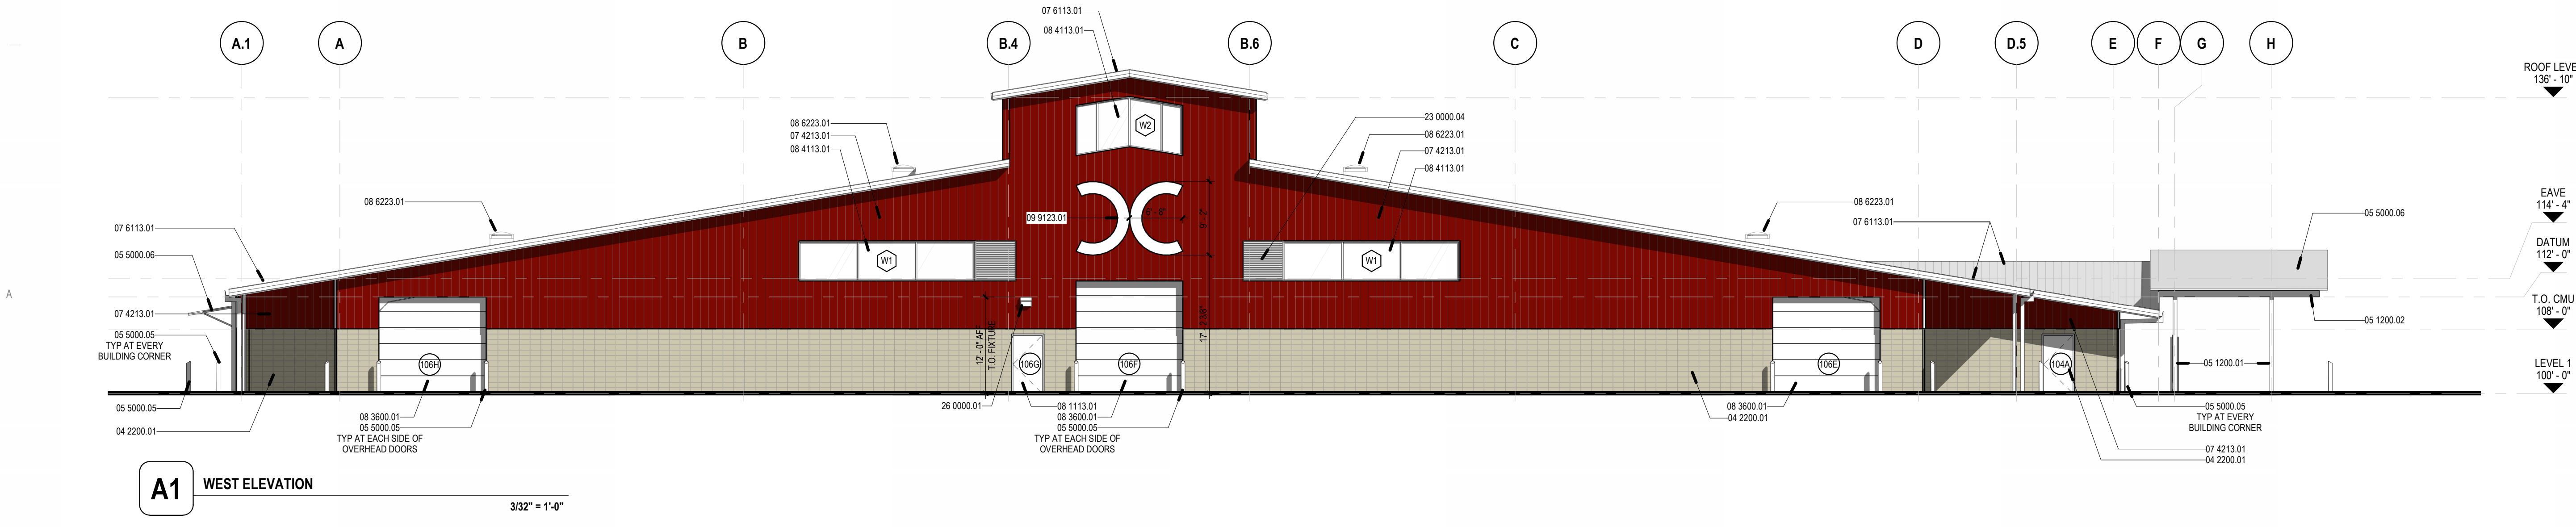 A.1
A
B
B.4
B.6
C
D
D.5
E
F
G
H
07 6113.01
08 4113.01
ROOF LEVE
136' - 10"
W2
08 6223.01
07 4213.01
08 4113.01
23 0000.04
08 6223.01
07 4213.01
08 4113.01
08 6223.01
07 6113.01
05 5000.06
07 4213.01
05 5000.05
TYP AT EVERY
BUILDING CORNER
09 9123.01
9' - 2"
W1
W1
08 6223.01
07 6113.01
05 5000.06
EAVE
114' - 4"
DATUM
112' - 0"
T.O. CMU
108' - 0"
LEVEL 1
100' - 0"
05 1200.02
05 1200.01
A
12' - 0" AF
T.O. FIXTURE
17' - 2 3/8"
106H
106G
106F
106E
104A
05 5000.05
04 2200.01
08 3600.01
05 5000.05
TYP AT EACH SIDE OF
OVERHEAD DOORS
26 0000.01
08 1113.01
08 3600.01
05 5000.05
TYP AT EACH SIDE OF
OVERHEAD DOORS
08 3600.01
04 2200.01
05 5000.05
TYP AT EVERY
BUILDING CORNER
07 4213.01
04 2200.01
A1
WEST ELEVATION
3/32" = 1'-0"